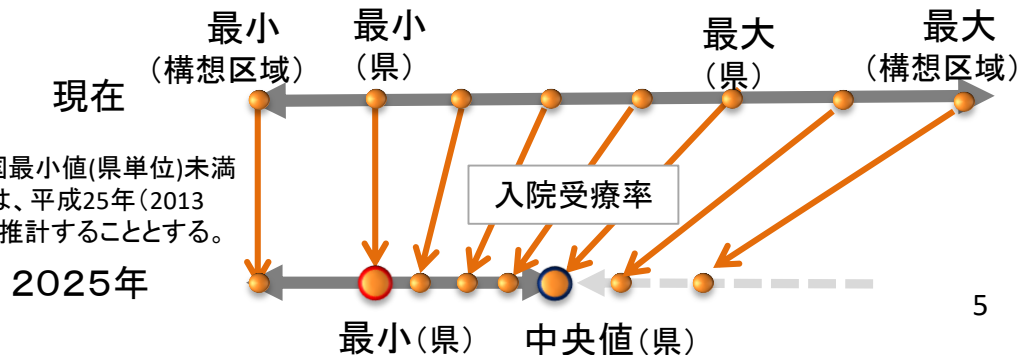 最小
(構想区域)
最小
(県)
最大
(県)
最大
(構想区域)
現在
国最小値(県単位)未満
は、平成25年(2013
推計することとする。
入院受療率
2025年
最小(県)
中央値(県)
5